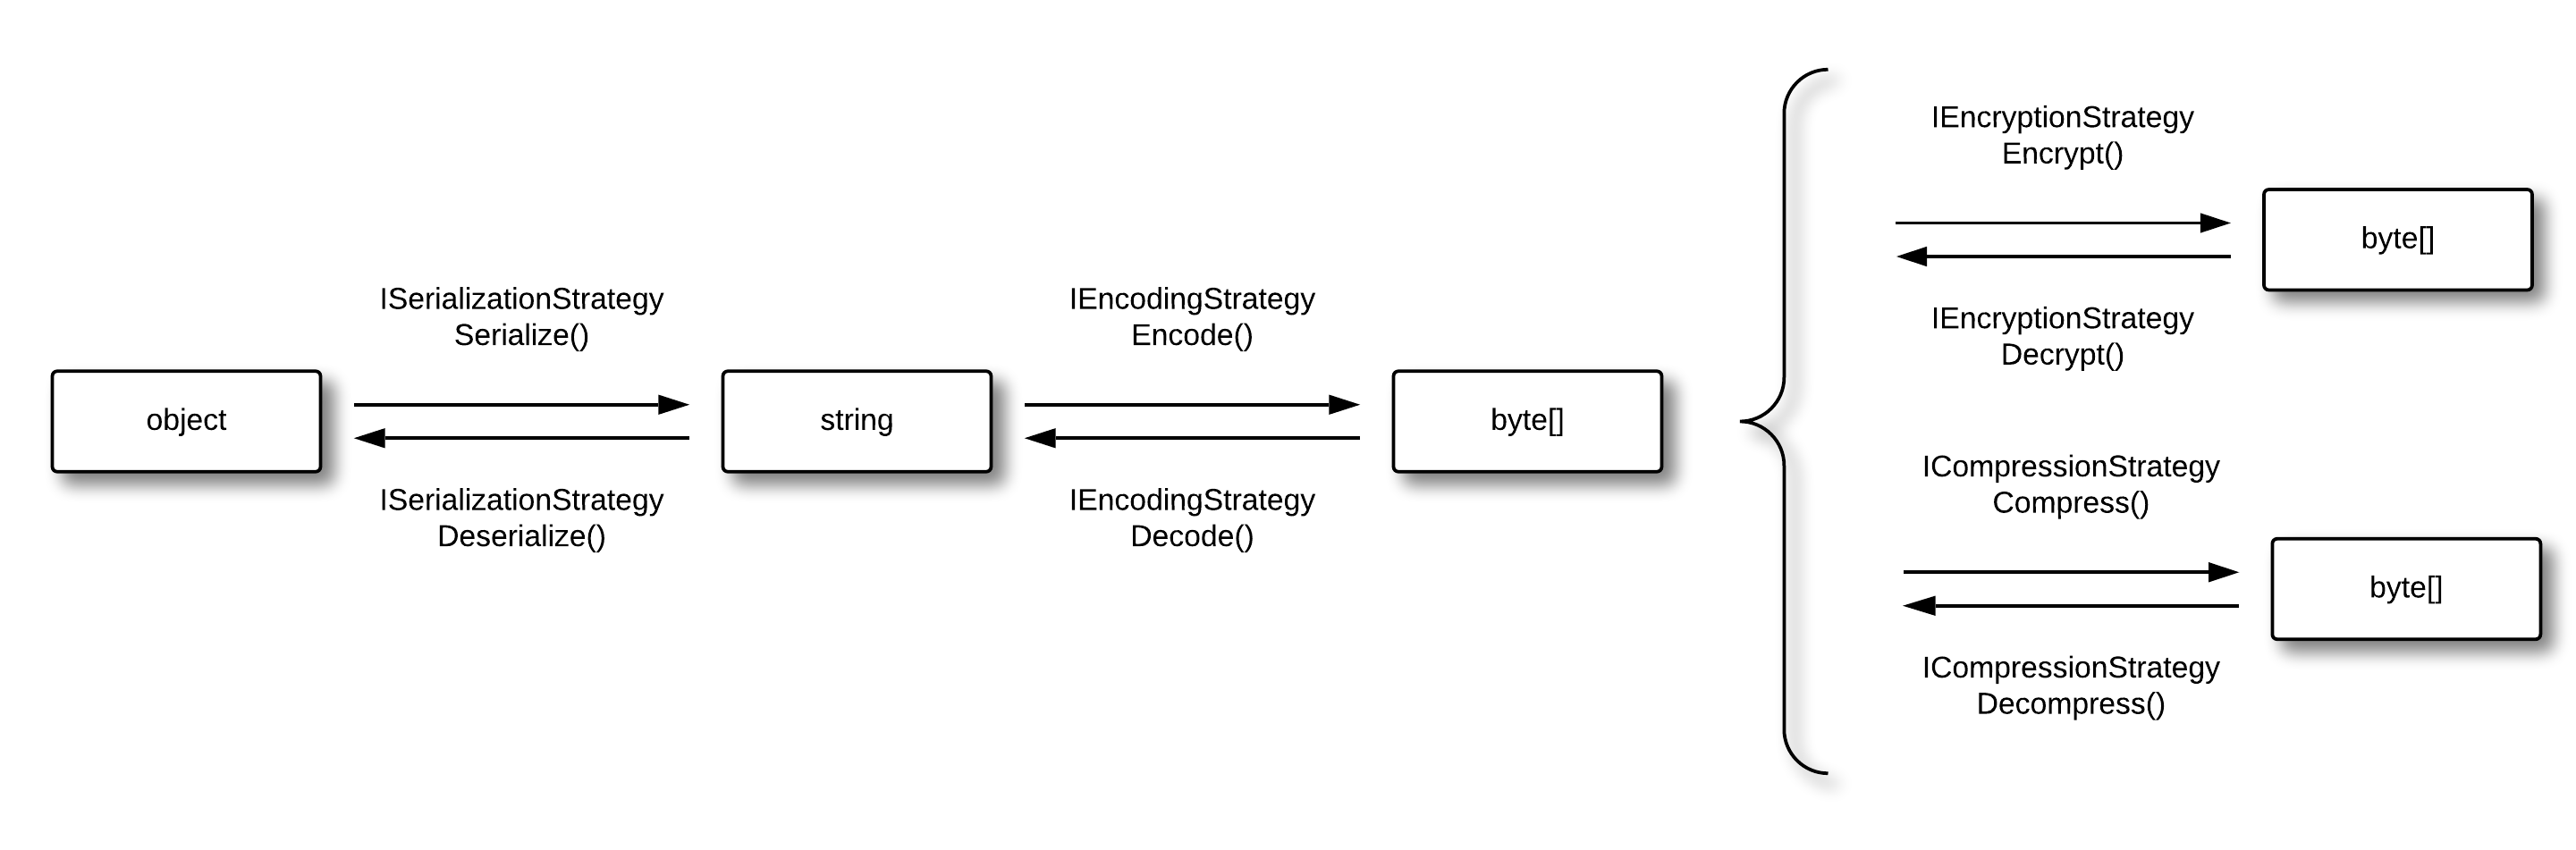 object
ISerializationStrategy
Serialize()
ISerializationStrategy
Deserialize()
string
IEncodingStrategy
Encode()
IEncodingStrategy
Decode()
byte[]
IEncryptionStrategy
Encrypt()
IEncryptionStrategy
Decrypt()
byte[]
ICompressionStrategy
Compress()
ICompressionStrategy
Decompress()
byte[]